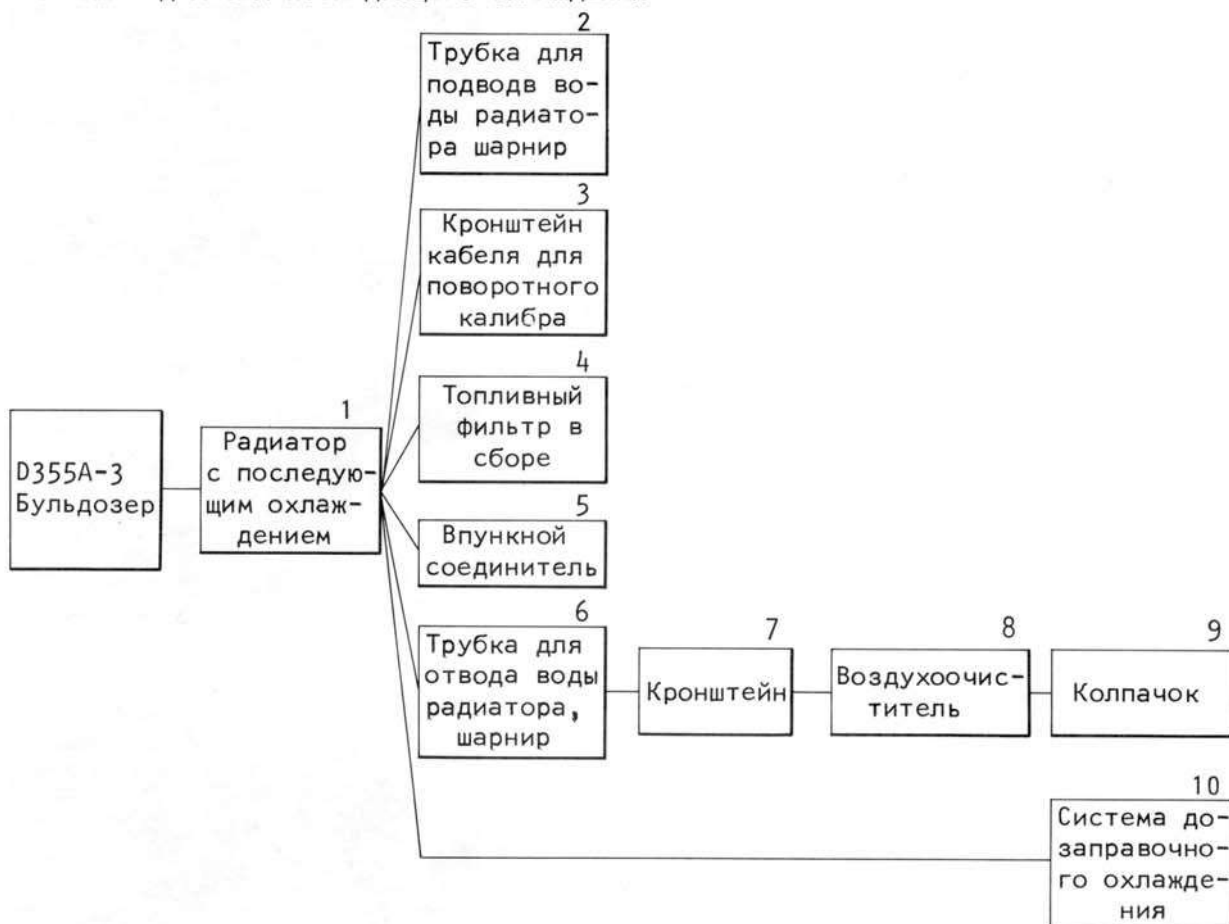 2
Трубка для
подводв во-
ды радиато-
ра шарнир
3
Кронштейн
кабеля для
поворотного
калибра
4
Топливный
фильтр в
сборе
1
D355A-3
Бульдозер
Радиатор
с последую-
щим охлаж-
дением
5
Впункной
соединитель
6
Трубка для
отвода воды
радиатора,
шарнир
7
Кронштейн
8
Воздухоочис-
титель
9
Колпачок
10
Система до-
заправочно-
го охлажде-
ния